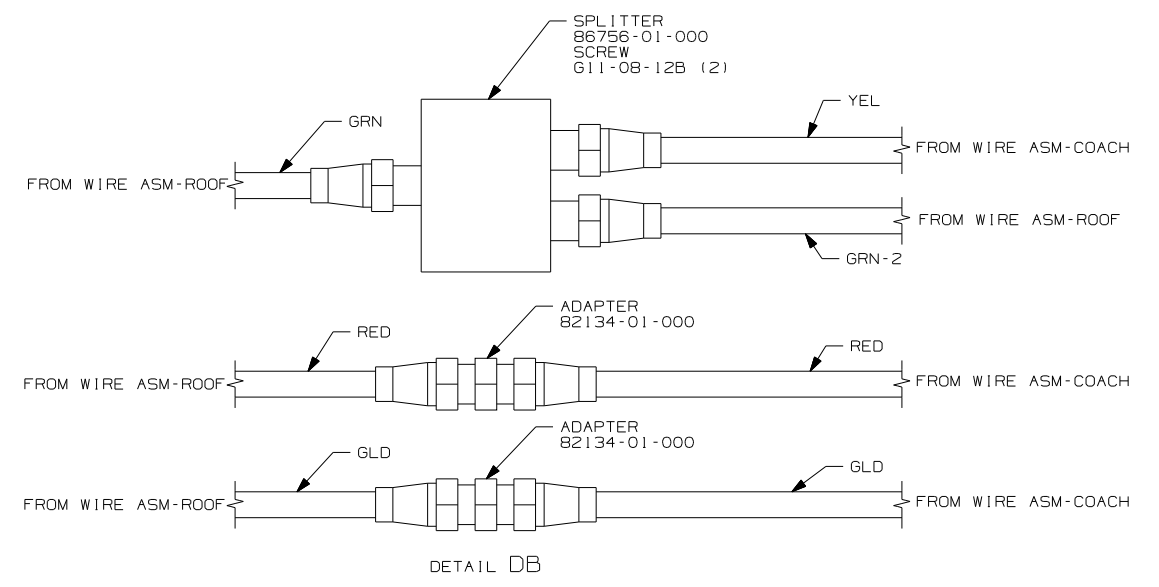 SPLITTER
86756-01-000
SCREW
G11-08-12B (2)
GRN
YEL
FROM WIRE ASM-ROOF
FROM WIRE ASM-COACH
FROM WIRE ASM-ROOF
GRN-2
ADAPTER
82134-01-000
RED
RED
FROM WIRE ASM-ROOF
FROM WIRE ASM-COACH
ADAPTER
82134-01-000
GLD
GLD
FROM WIRE ASM-ROOF
FROM WIRE ASM-COACH
DETAIL DB